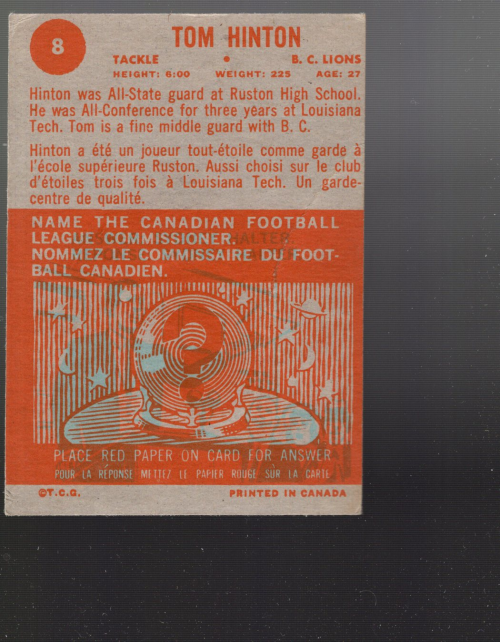 8
TOM HINTON
TACKLE • B. C. LIONS
HEIGHT: 6:00 WEIGHT: 225 AGE: 27
Hinton was All-State guard at Ruston High School.
He was All-Conference for three years at Louisiana
Tech. Tom is a fine middle guard with B. C.
Hinton a été un joueur tout-étoile comme garde à
l'école supérieure Ruston. Aussi choisi sur le club
d'étoiles trois fois à Louisiana Tech. Un garde-
centre de qualité.
NAME THE CANADIAN FOOTBALL
LEAGUE COMMISSIONER.
NOMMEZ LE COMMISSAIRE DU FOOT-
BALL CANADIEN.
?
PLACE RED PAPER ON CARD FOR ANSWER
POUR LA RÉPONSE METTEZ LE PAPIER ROUGE SUR LA CARTE
©T.C.G. PRINTED IN CANADA